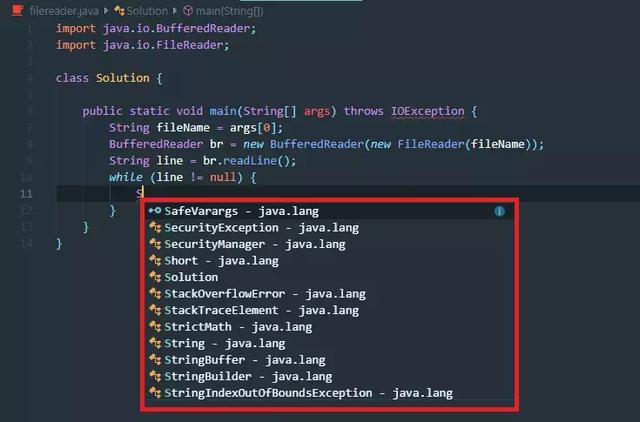 filereader.java > Solution > main(String[])
1 import java.io.BufferedReader;
2 import java.io.FileReader;
3
4 class Solution {
5
6 public static void main(String[] args) throws IOException {
7 String fileName = args[0];
8 BufferedReader br = new BufferedReader(new FileReader(fileName));
9 String line = br.readLine();
10 while (line != null) {
11 S
SafeVarargs - java.lang
SecurityException - java.lang
SecurityManager - java.lang
Short - java.lang
Solution
StackOverflowError - java.lang
StackTraceElement - java.lang
StrictMath - java.lang
String - java.lang
StringBuffer - java.lang
StringBuilder - java.lang
StringIndexOutOfBoundsException - java.lang
12 }
13 }
14 }